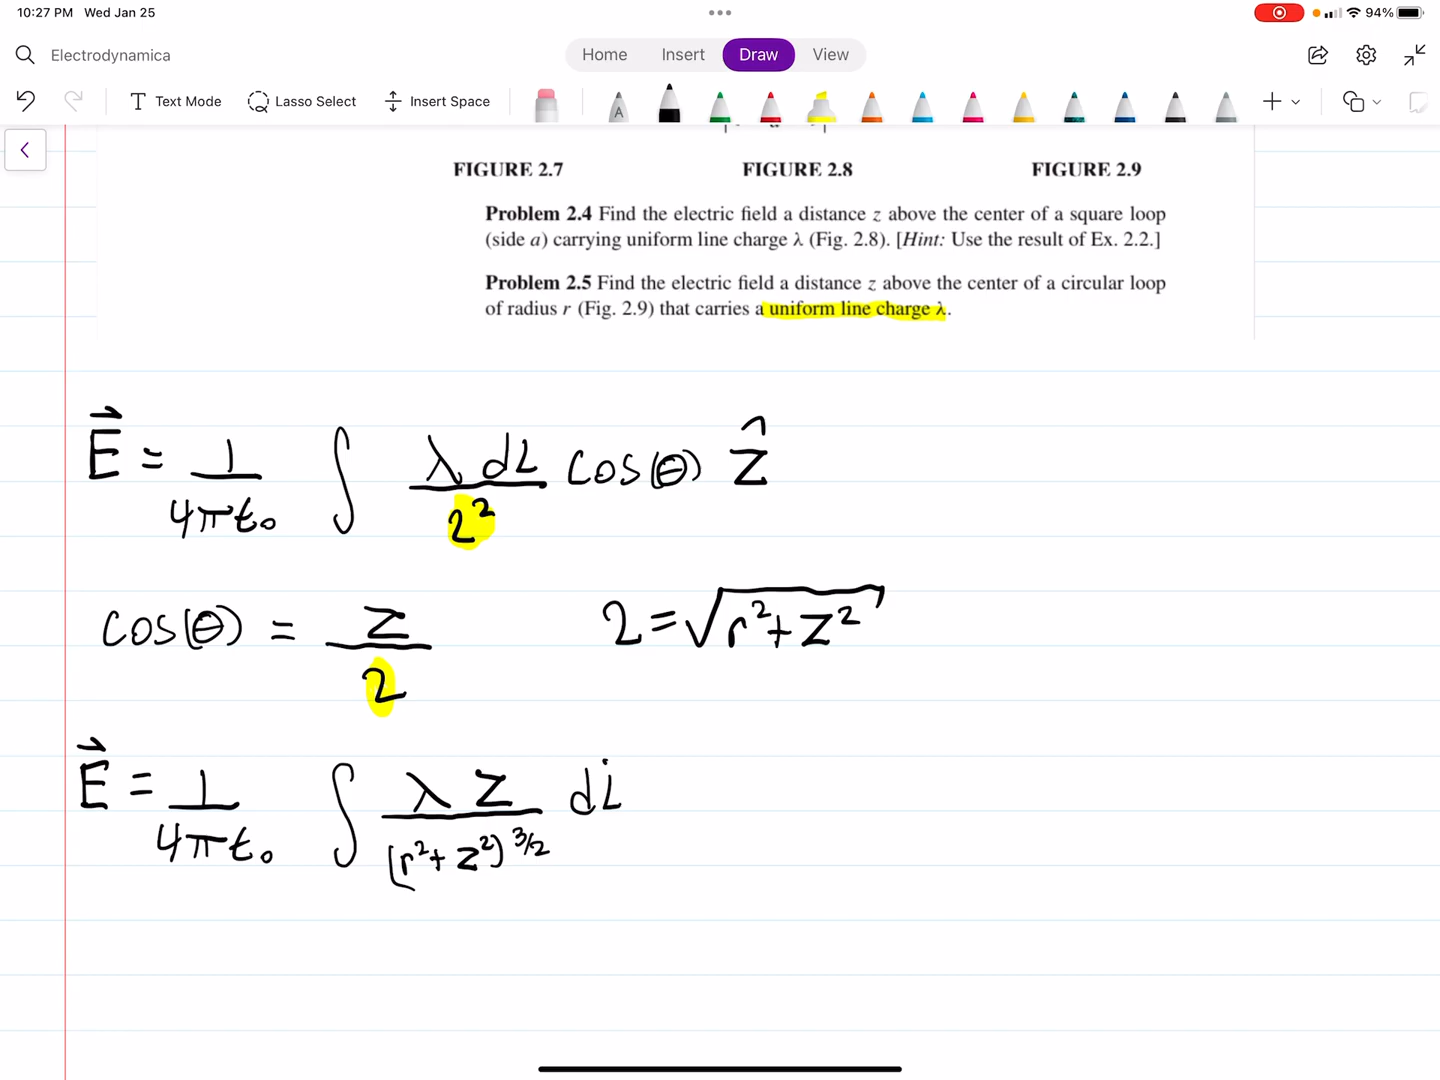 10:27 PM Wed Jan 25
94%
Electrodynamica
Home Insert Draw View
Text Mode Lasso Select Insert Space
A
FIGURE 2.7 FIGURE 2.8 FIGURE 2.9
Problem 2.4 Find the electric field a distance z above the center of a square loop
(side a) carrying uniform line charge λ (Fig. 2.8). [Hint: Use the result of Ex. 2.2.]
Problem 2.5 Find the electric field a distance z above the center of a circular loop
of radius r (Fig. 2.9) that carries a uniform line charge λ.
E⃗ = 1/(4πε₀) ∫ (λ dL)/(2²) cos(θ) ẑ
cos(θ) = z/2
2 = √(r² + z²)
E⃗ = 1/(4πε₀) ∫ (λ z)/((r² + z²)^3/2) dL